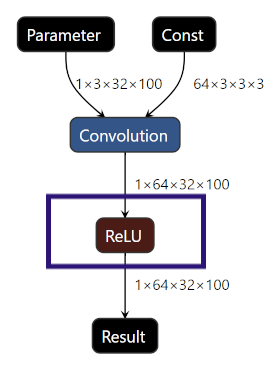 Parameter
Const
1×3×32×100
64×3×3×3
Convolution
1×64×32×100
ReLU
1×64×32×100
Result